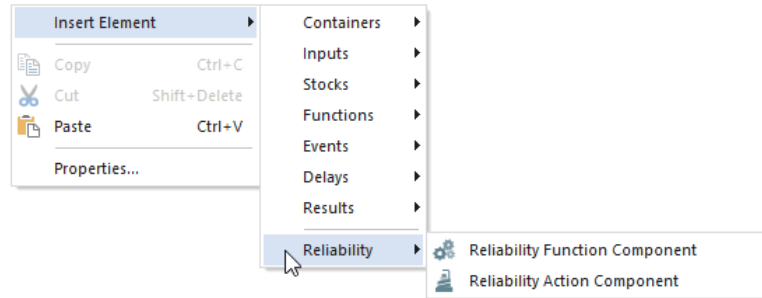 Insert Element
Copy Ctrl+C
Cut Shift+Delete
Paste Ctrl+V
Properties...
Containers
Inputs
Stocks
Functions
Events
Delays
Results
Reliability
Reliability Function Component
Reliability Action Component